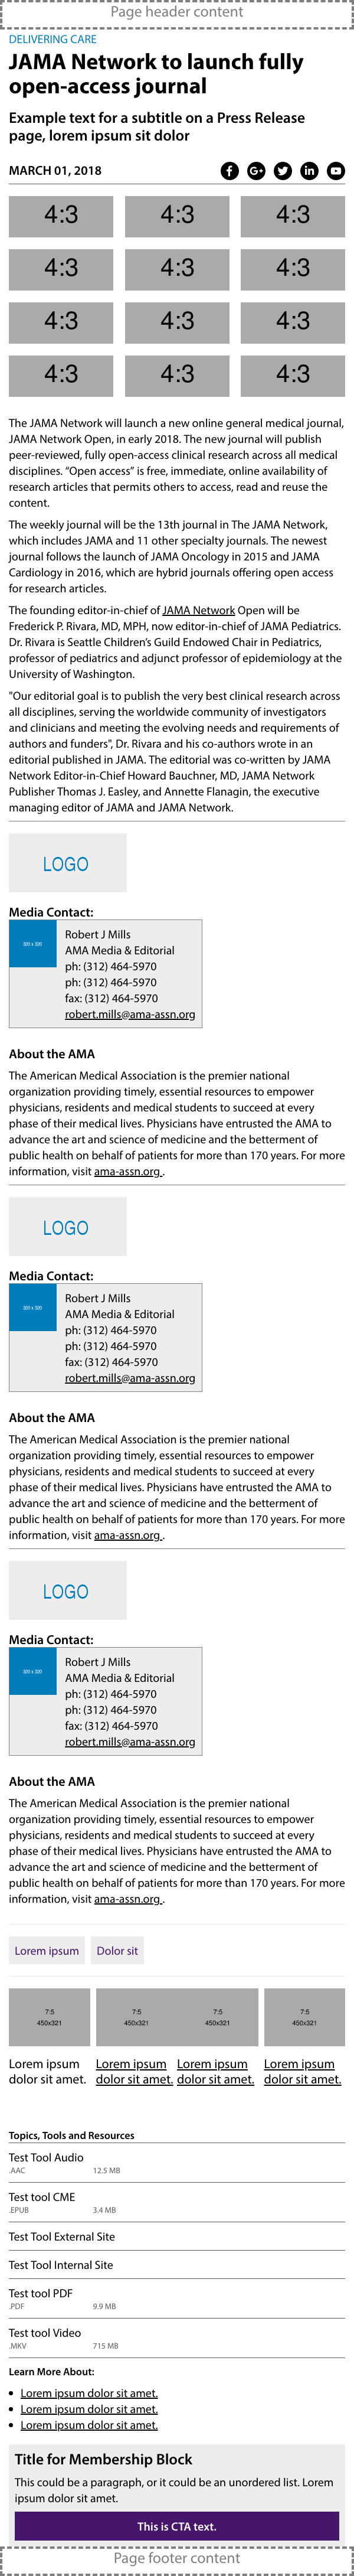 Page header content
DELIVERING CARE
JAMA Network to launch fully
open-access journal
Example text for a subtitle on a Press Release
page, lorem ipsum sit dolor
MARCH 01, 2018
4:3 4:3 4:3
4:3 4:3 4:3
4:3 4:3 4:3
4:3 4:3 4:3
The JAMA Network will launch a new online general medical journal,
JAMA Network Open, in early 2018. The new journal will publish
peer-reviewed, fully open-access clinical research across all medical
disciplines. “Open access” is free, immediate, online availability of
research articles that permits others to access, read and reuse the
content.
The weekly journal will be the 13th journal in The JAMA Network,
which includes JAMA and 11 other specialty journals. The newest
journal follows the launch of JAMA Oncology in 2015 and JAMA
Cardiology in 2016, which are hybrid journals offering open access
for research articles.
The founding editor-in-chief of JAMA Network Open will be
Frederick P. Rivara, MD, MPH, now editor-in-chief of JAMA Pediatrics.
Dr. Rivara is Seattle Children's Guild Endowed Chair in Pediatrics,
professor of pediatrics and adjunct professor of epidemiology at the
University of Washington.
"Our editorial goal is to publish the very best clinical research across
all disciplines, serving the worldwide community of investigators
and clinicians and meeting the evolving needs and requirements of
authors and funders", Dr. Rivara and his co-authors wrote in an
editorial published in JAMA. The editorial was co-written by JAMA
Network Editor-in-Chief Howard Bauchner, MD, JAMA Network
Publisher Thomas J. Easley, and Annette Flanagin, the executive
managing editor of JAMA and JAMA Network.
LOGO
Media Contact:
320 x 320
Robert J Mills
AMA Media & Editorial
ph: (312) 464-5970
ph: (312) 464-5970
fax: (312) 464-5970
robert.mills@ama-assn.org
About the AMA
The American Medical Association is the premier national
organization providing timely, essential resources to empower
physicians, residents and medical students to succeed at every
phase of their medical lives. Physicians have entrusted the AMA to
advance the art and science of medicine and the betterment of
public health on behalf of patients for more than 170 years. For more
information, visit ama-assn.org .
LOGO
Media Contact:
320 x 320
Robert J Mills
AMA Media & Editorial
ph: (312) 464-5970
ph: (312) 464-5970
fax: (312) 464-5970
robert.mills@ama-assn.org
About the AMA
The American Medical Association is the premier national
organization providing timely, essential resources to empower
physicians, residents and medical students to succeed at every
phase of their medical lives. Physicians have entrusted the AMA to
advance the art and science of medicine and the betterment of
public health on behalf of patients for more than 170 years. For more
information, visit ama-assn.org .
LOGO
Media Contact:
320 x 320
Robert J Mills
AMA Media & Editorial
ph: (312) 464-5970
ph: (312) 464-5970
fax: (312) 464-5970
robert.mills@ama-assn.org
About the AMA
The American Medical Association is the premier national
organization providing timely, essential resources to empower
physicians, residents and medical students to succeed at every
phase of their medical lives. Physicians have entrusted the AMA to
advance the art and science of medicine and the betterment of
public health on behalf of patients for more than 170 years. For more
information, visit ama-assn.org .
Lorem ipsum Dolor sit
7:5 7:5 7:5 7:5
450x321 450x321 450x321 450x321
Lorem ipsum Lorem ipsum Lorem ipsum Lorem ipsum
dolor sit amet. dolor sit amet. dolor sit amet. dolor sit amet.
Topics, Tools and Resources
Test Tool Audio
.AAC 12.5 MB
Test tool CME
.EPUB 3.4 MB
Test Tool External Site
Test Tool Internal Site
Test tool PDF
.PDF 9.9 MB
Test tool Video
.MKV 715 MB
Learn More About:
Lorem ipsum dolor sit amet.
Lorem ipsum dolor sit amet.
Lorem ipsum dolor sit amet.
Title for Membership Block
This could be a paragraph, or it could be an unordered list. Lorem
ipsum dolor sit amet.
This is CTA text.
Page footer content